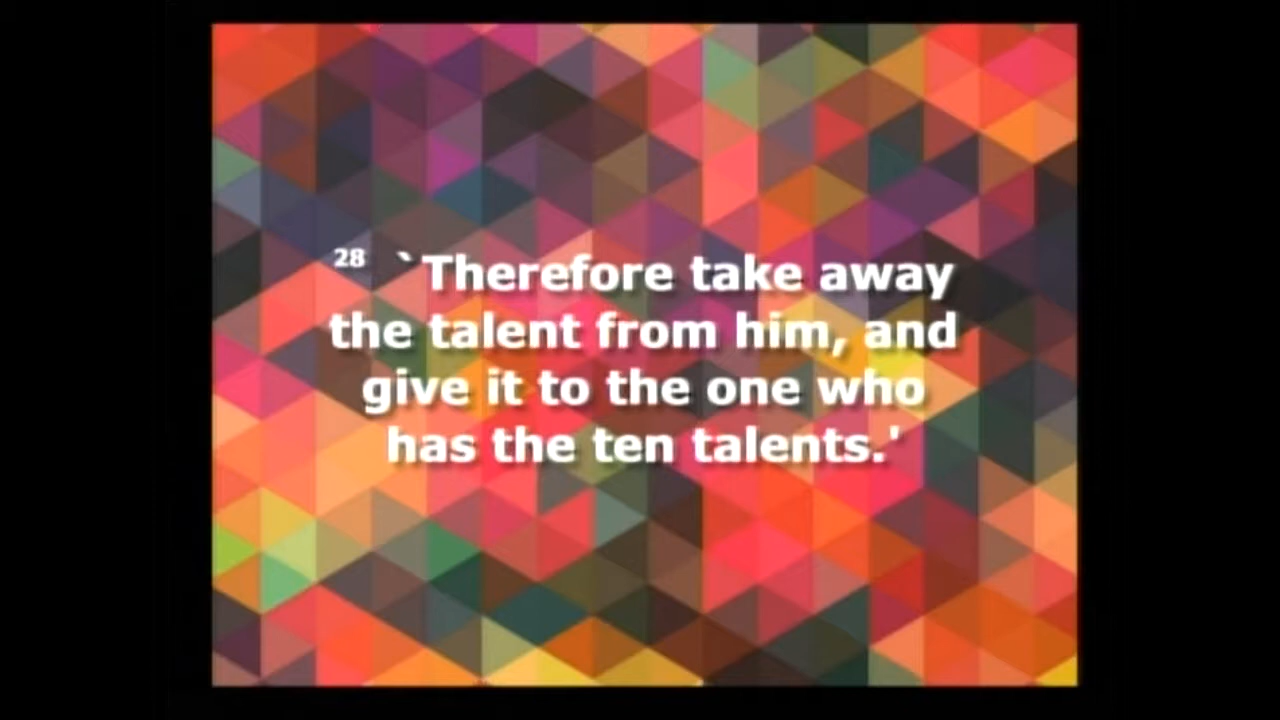 28 `Therefore take away
the talent from him, and
give it to the one who
has the ten talents.'